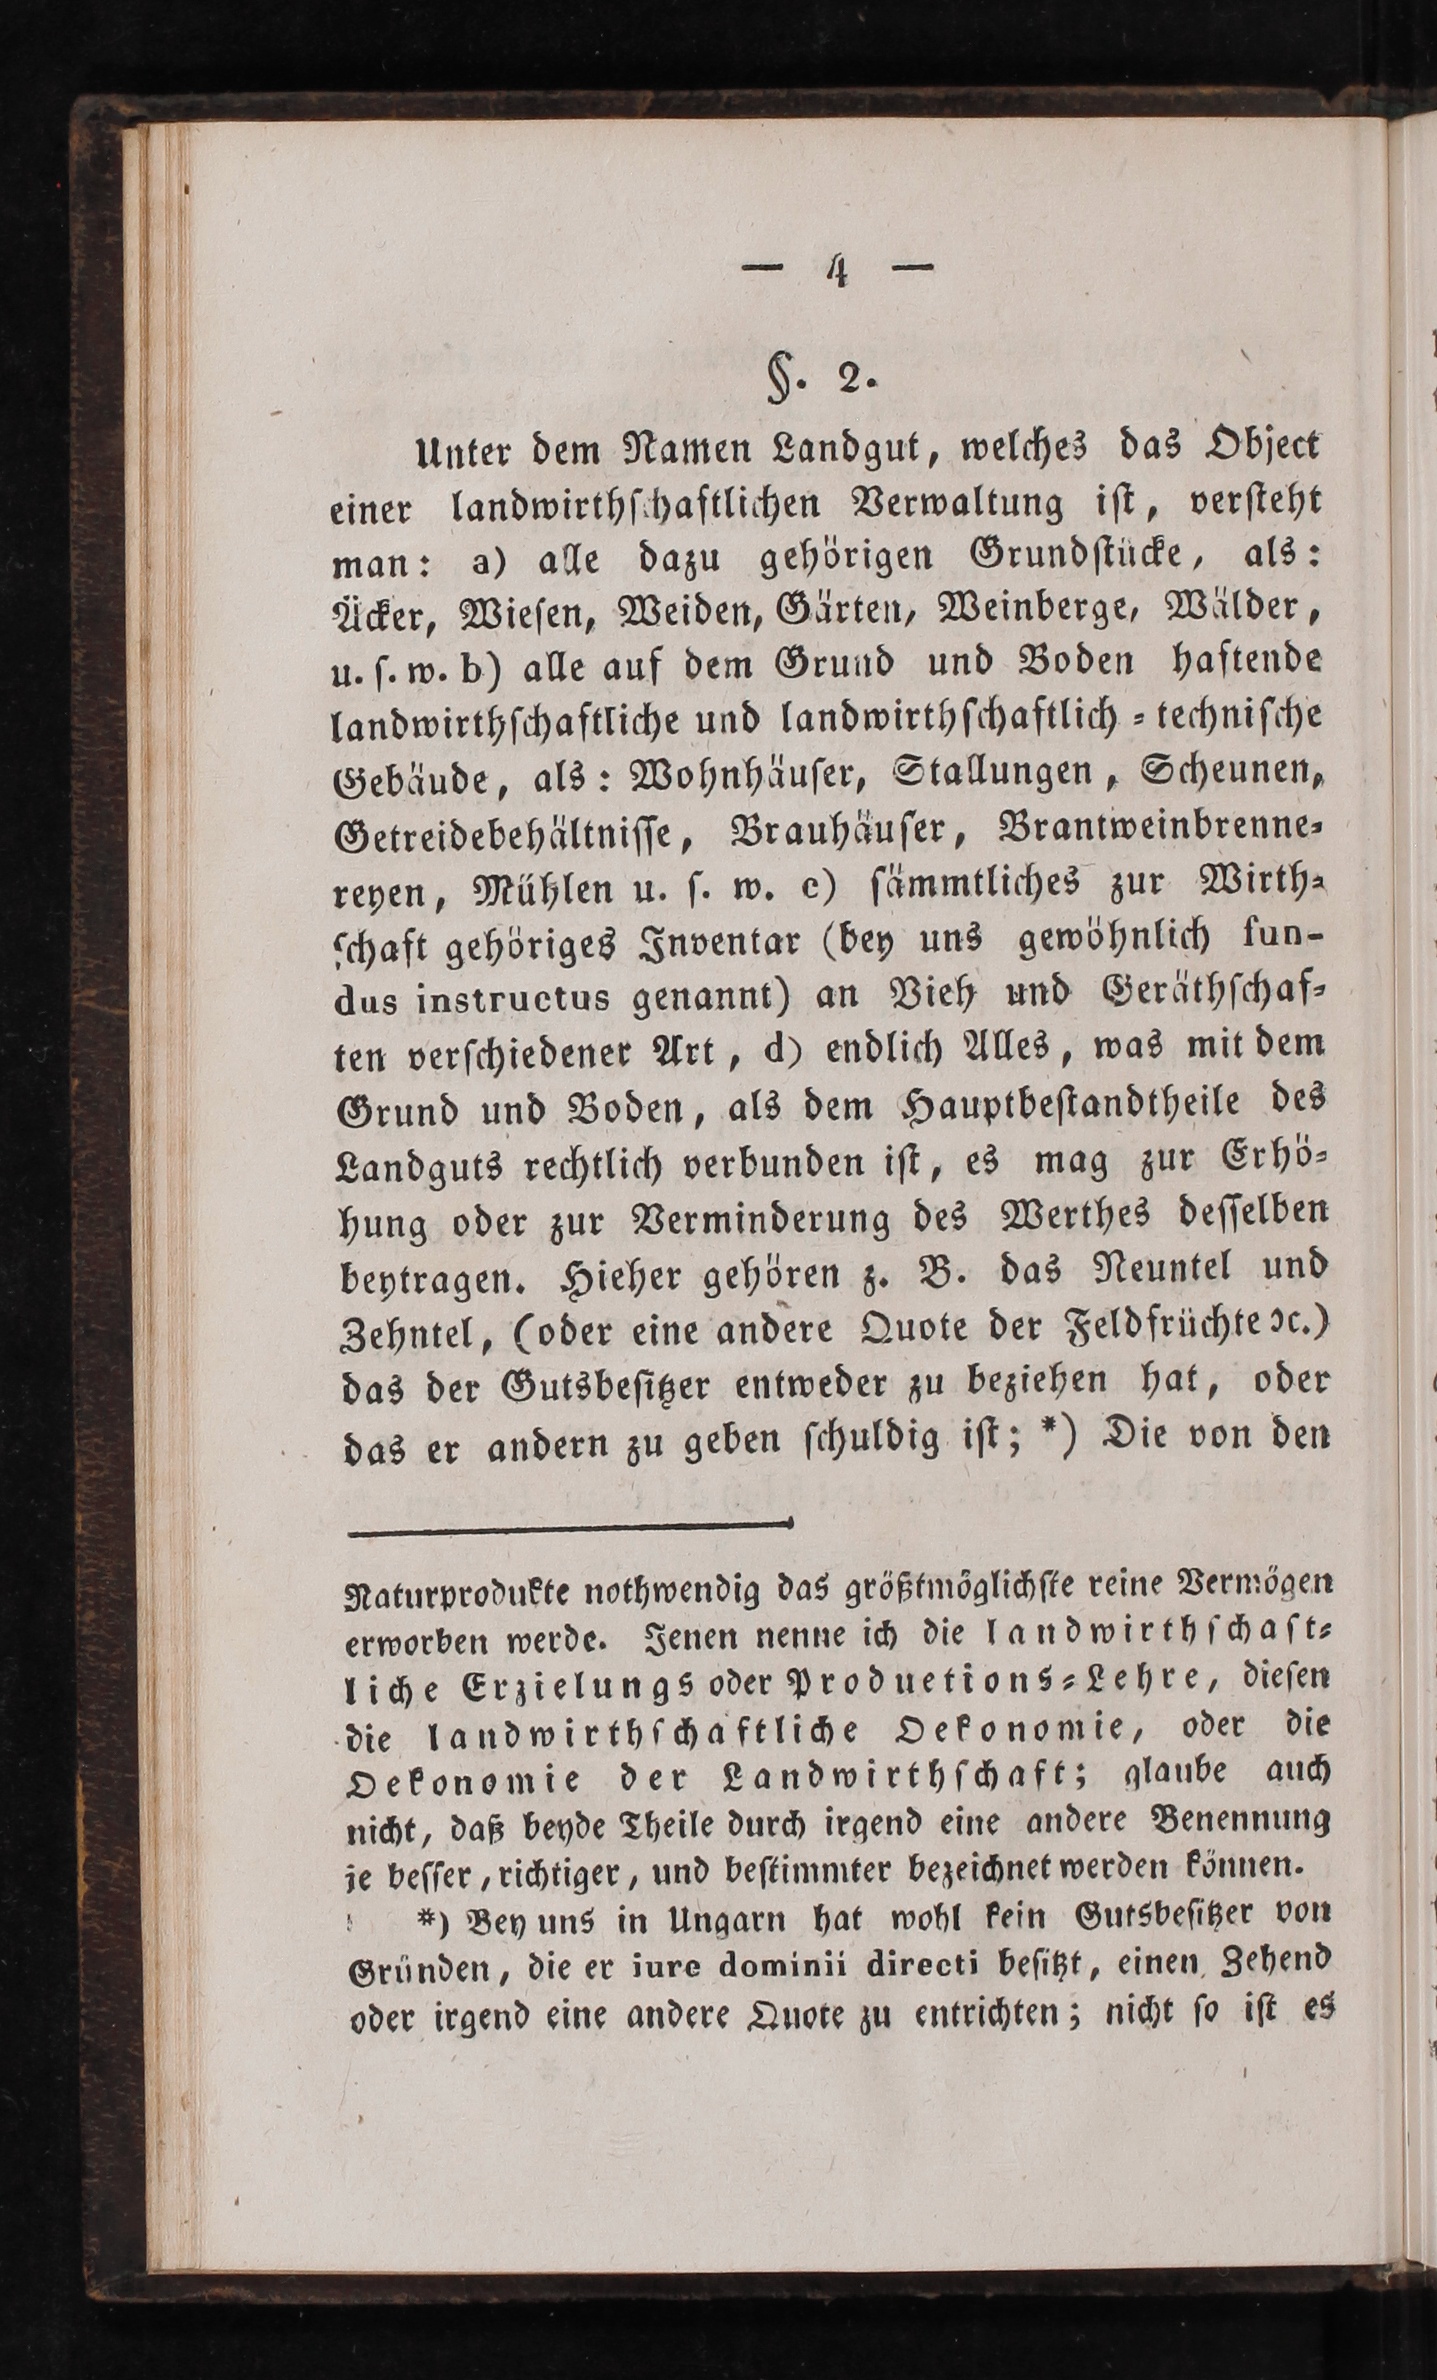 — 4 —
§. 2.
Unter dem Namen Landgut, welches das Object
einer landwirthschaftlichen Verwaltung ist, versteht
man: a) alle dazu gehörigen Grundstücke, als:
Äcker, Wiesen, Weiden, Gärten, Weinberge, Wälder,
u. s. w. b) alle auf dem Grund und Boden haftende
landwirthschaftliche und landwirthschaftlich-technische
Gebäude, als: Wohnhäuser, Stallungen, Scheunen,
Getreidebehältnisse, Brauhäuser, Brantweinbrenne-
reyen, Mühlen u. s. w. c) sämmtliches zur Wirth-
schaft gehöriges Inventar (bey uns gewöhnlich fun-
dus instructus genannt) an Vieh und Geräthschaf-
ten verschiedener Art, d) endlich Alles, was mit dem
Grund und Boden, als dem Hauptbestandtheile des
Landguts rechtlich verbunden ist, es mag zur Erhö-
hung oder zur Verminderung des Werthes desselben
beytragen. Hieher gehören z. B. das Neuntel und
Zehntel, (oder eine andere Quote der Feldfrüchte ꝛc.)
das der Gutsbesitzer entweder zu beziehen hat, oder
das er andern zu geben schuldig ist; *) Die von den
Naturprodukte nothwendig das größtmöglichste reine Vermögen
erworben werde. Jenen nenne ich die landwirthschaft-
liche Erzielungs oder Productions-Lehre, diesen
die landwirthschaftliche Oekonomie, oder die
Oekonomie der Landwirthschaft; glaube auch
nicht, daß beyde Theile durch irgend eine andere Benennung
je besser, richtiger, und bestimmter bezeichnet werden können.
*) Bey uns in Ungarn hat wohl kein Gutsbesitzer von
Gründen, die er iure dominii directi besitzt, einen Zehend
oder irgend eine andere Quote zu entrichten; nicht so ist es